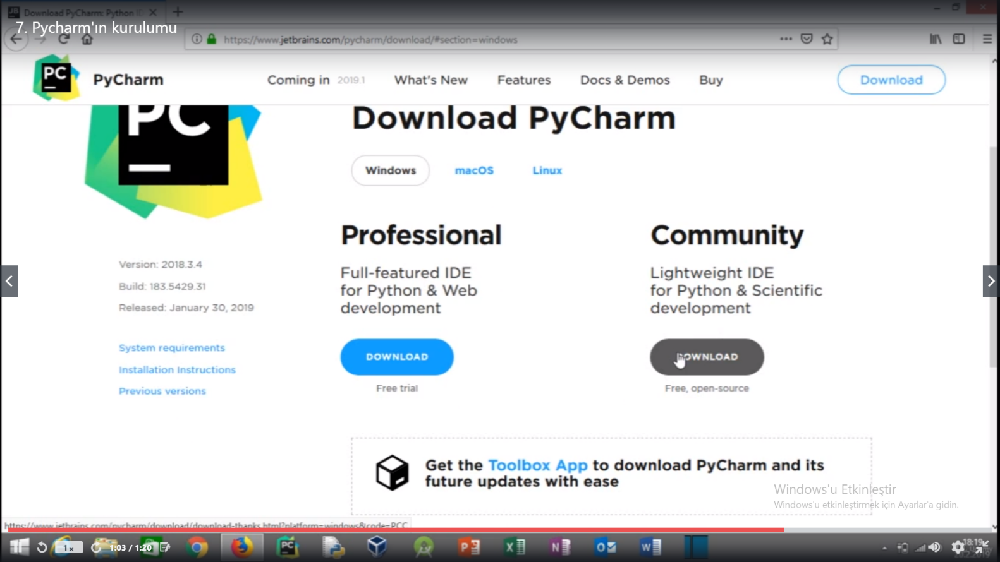 Download PyCharm: Python
7. Pycharm'ın kurulumu
https://www.jetbrains.com/pycharm/download/#section=windows
PC
PyCharm
Coming in 2019.1
What's New
Features
Docs & Demos
Buy
Download
PC
Download PyCharm
Windows
macOS
Linux
Professional
Community
Version: 2018.3.4
Build: 183.5429.31
Released: January 30, 2019
System requirements
Installation Instructions
Previous versions
Full-featured IDE
for Python & Web
development
DOWNLOAD
Free trial
Lightweight IDE
for Python & Scientific
development
DOWNLOAD
Free, open-source
Get the Toolbox App to download PyCharm and its
future updates with ease
Windows'u Etkinleştir
Windows'u etkinleştirmek için Ayarlar'a gidin.
https://www.jetbrains.com/pycharm/download/download-thanks.html?platform=windows&code=PCC
1x
1:03 / 1:20
18:19